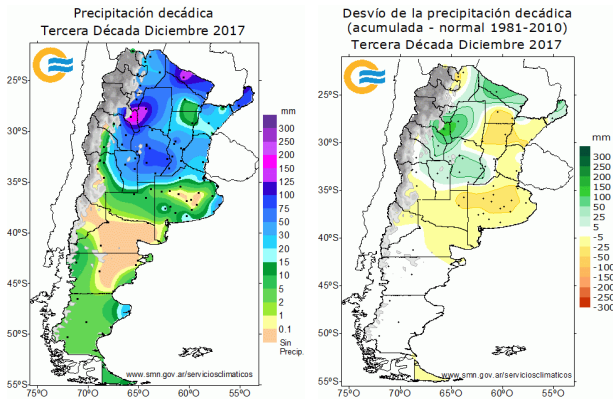 Precipitación decádica
Tercera Década Diciembre 2017
25°S
30°S
35°S
40°S
45°S
50°S
55°S
75°O
70°O
65°O
60°O
55°O
mm
300
250
200
150
125
100
75
50
30
20
15
10
5
2
1
0.1
Sin
Precip.
www.smn.gov.ar/serviciosclimaticos
Desvío de la precipitación decádica
(acumulada - normal 1981-2010)
Tercera Década Diciembre 2017
25°S
30°S
35°S
40°S
45°S
50°S
55°S
75°O
70°O
65°O
60°O
55°O
mm
300
250
200
150
100
50
25
5
-5
-25
-50
-100
-150
-200
-250
-300
www.smn.gov.ar/serviciosclimaticos